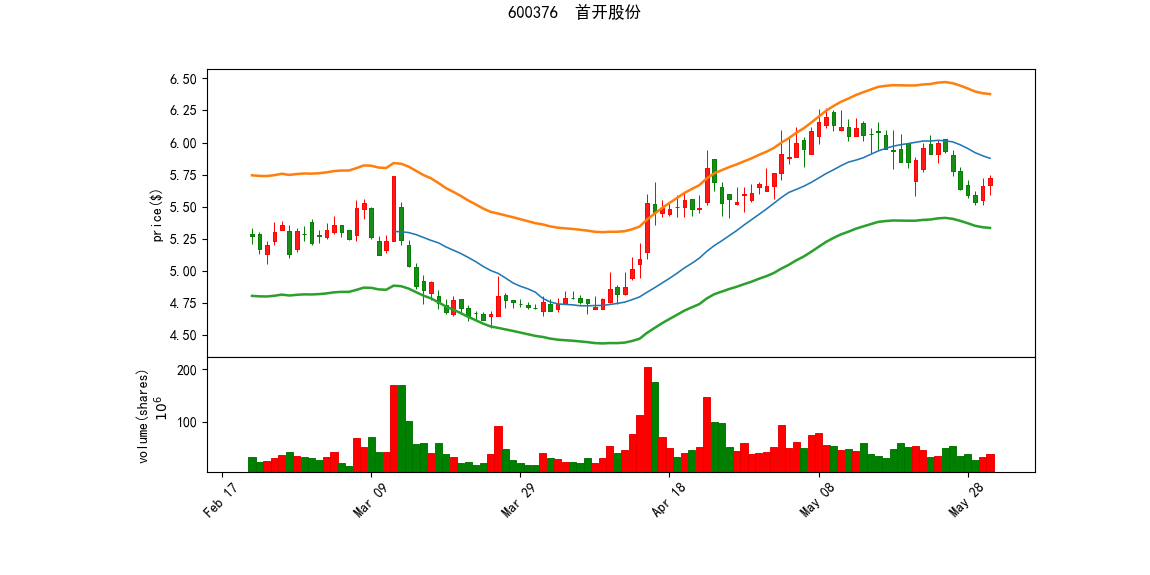 600376 首开股份
price($)
6.50
6.25
6.00
5.75
5.50
5.25
5.00
4.75
4.50
volume(shares)
10^6
200
100
Feb 17
Mar 09
Mar 29
Apr 18
May 08
May 28